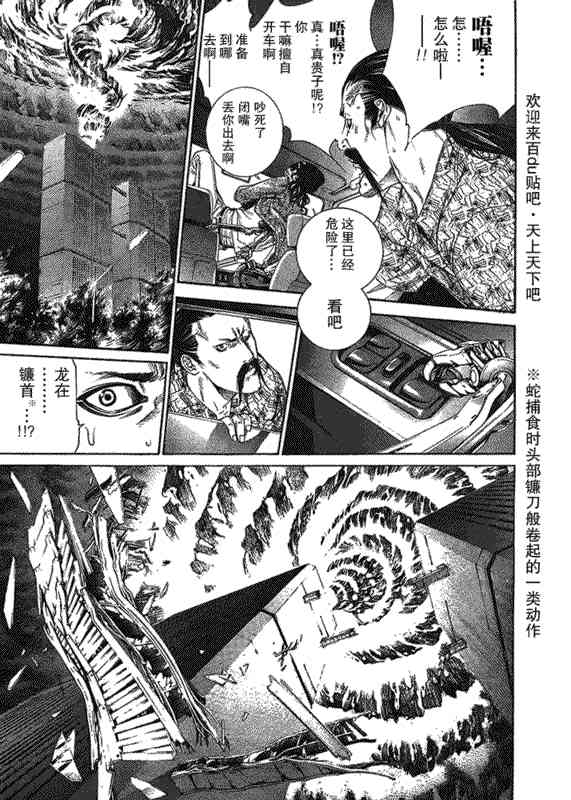 唔喔…
怎……
怎么啦—
——!!
唔喔!?
真…真贵子呢!?
你
干嘛擅自
开车啊
准备
到哪
去啊
吵死了
闭嘴
丢你出去啊
这里已经
危险了…
看吧
龙在
………
镰首※
…!!?
欢迎来百du贴吧·天上天下吧
※蛇捕食时头部镰刀般卷起的一类动作